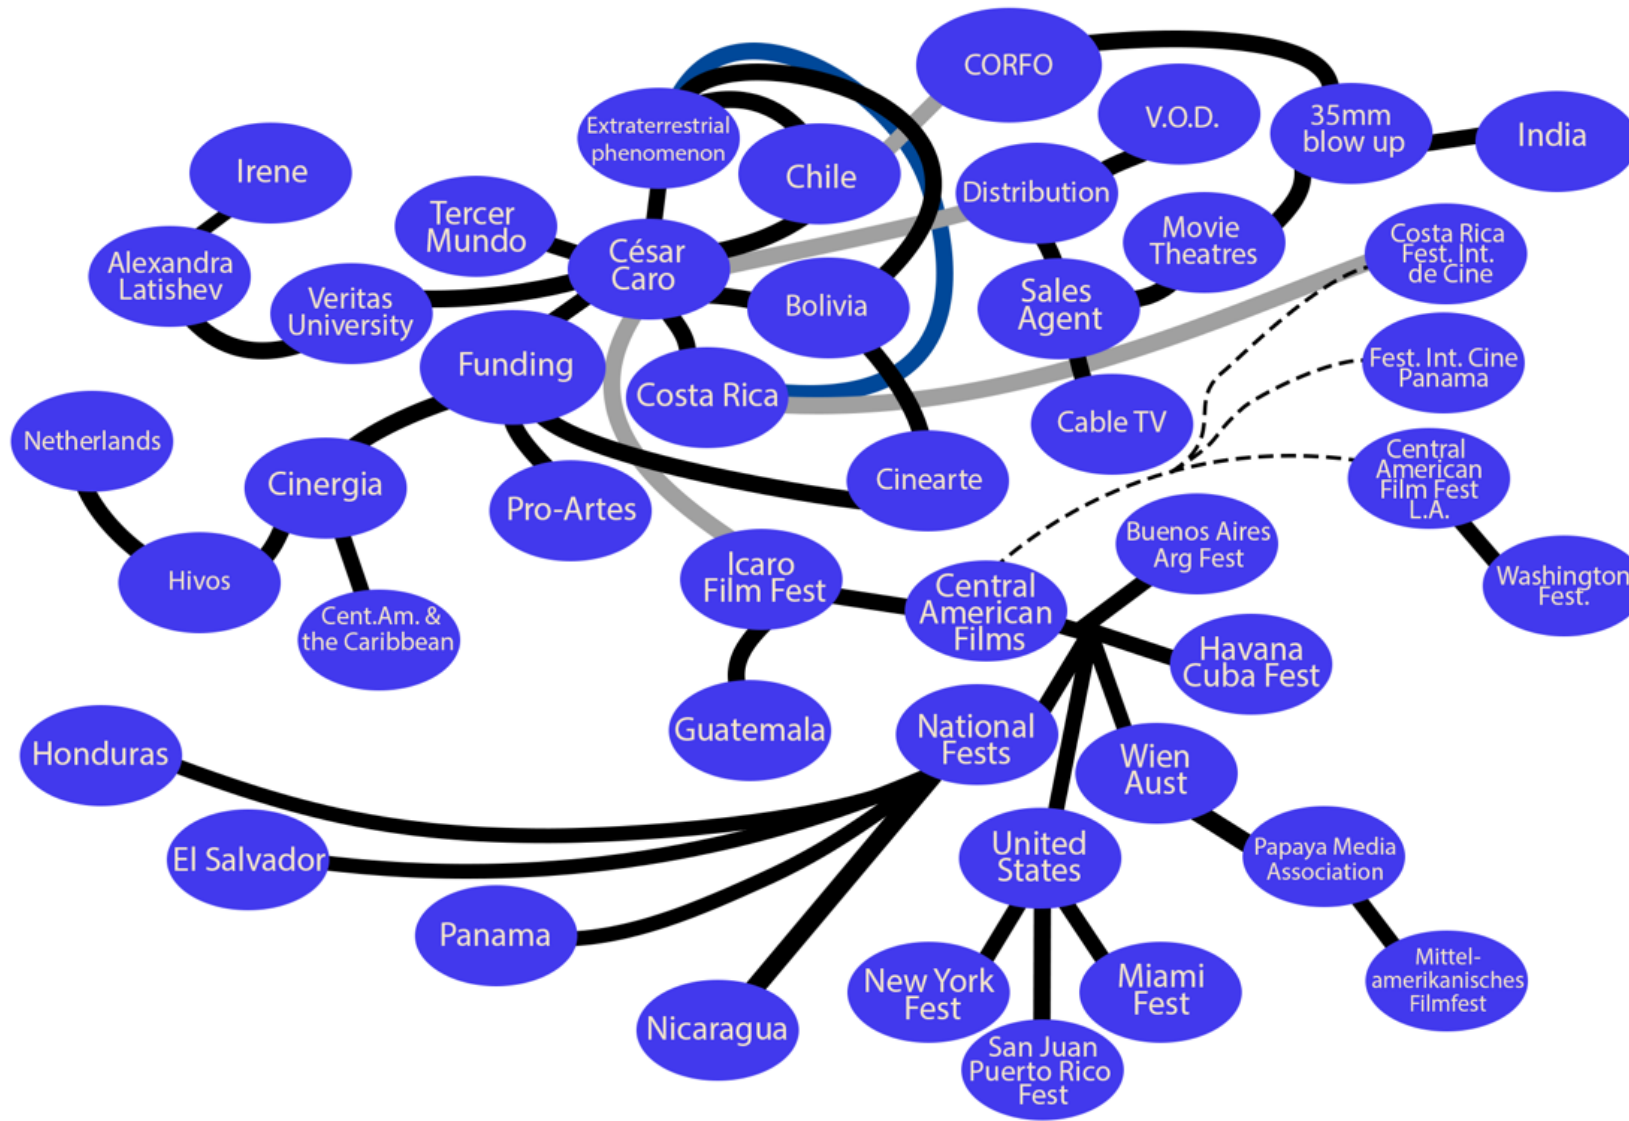 CORFO
V.O.D.
35mm
blow up
India
Extraterrestrial
phenomenon
Chile
Distribution
Irene
Tercer
Mundo
César
Caro
Movie
Theatres
Costa Rica
Fest. Int.
de Cine
Alexandra
Latishev
Veritas
University
Bolivia
Sales
Agent
Funding
Costa Rica
Fest. Int. Cine
Panama
Cable TV
Netherlands
Cinergia
Pro-Artes
Cinearte
Central
American
Film Fest
L.A.
Buenos Aires
Arg Fest
Hivos
Icaro
Film Fest
Central
American
Films
Washington
Fest.
Cent.Am. &
the Caribbean
Havana
Cuba Fest
Guatemala
National
Fests
Honduras
Wien
Aust
El Salvador
United
States
Papaya Media
Association
Panama
New York
Fest
Miami
Fest
Mittel-
amerikanisches
Filmfest
Nicaragua
San Juan
Puerto Rico
Fest